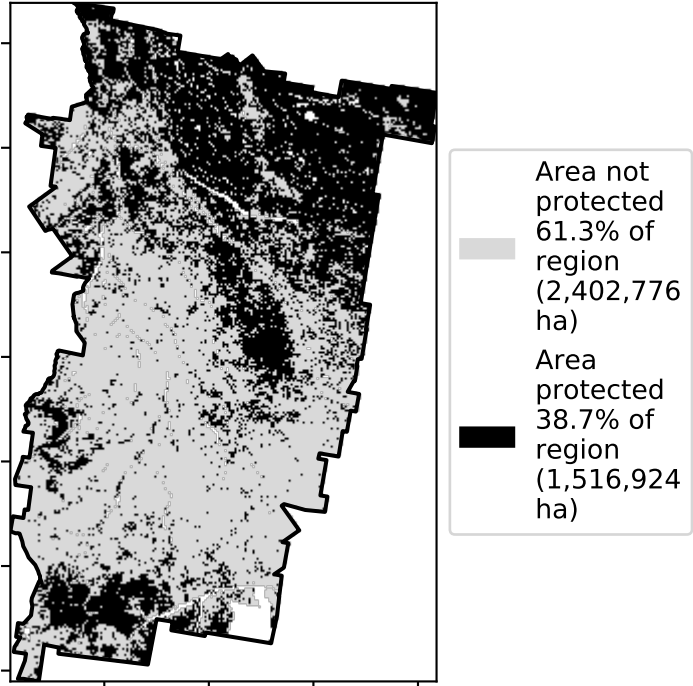 Area not
protected
61.3% of
region
(2,402,776
ha)
Area
protected
38.7% of
region
(1,516,924
ha)